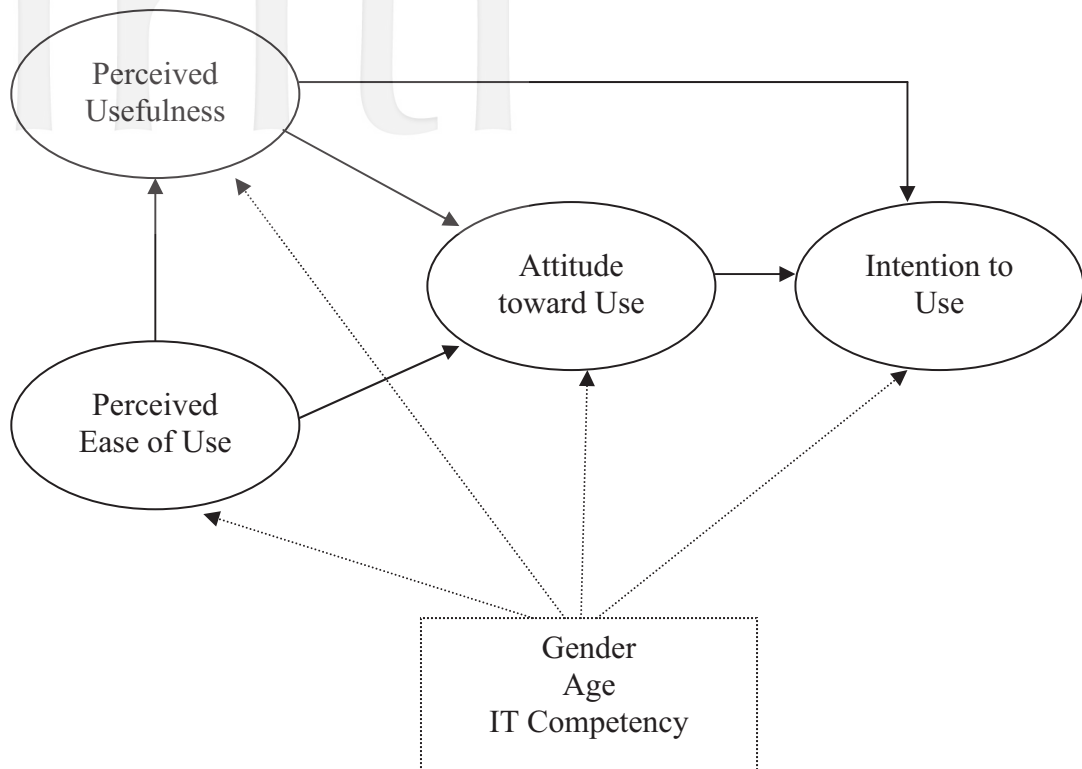 Perceived
Usefulness
Attitude
toward Use
Intention to
Use
Perceived
Ease of Use
Gender
Age
IT Competency